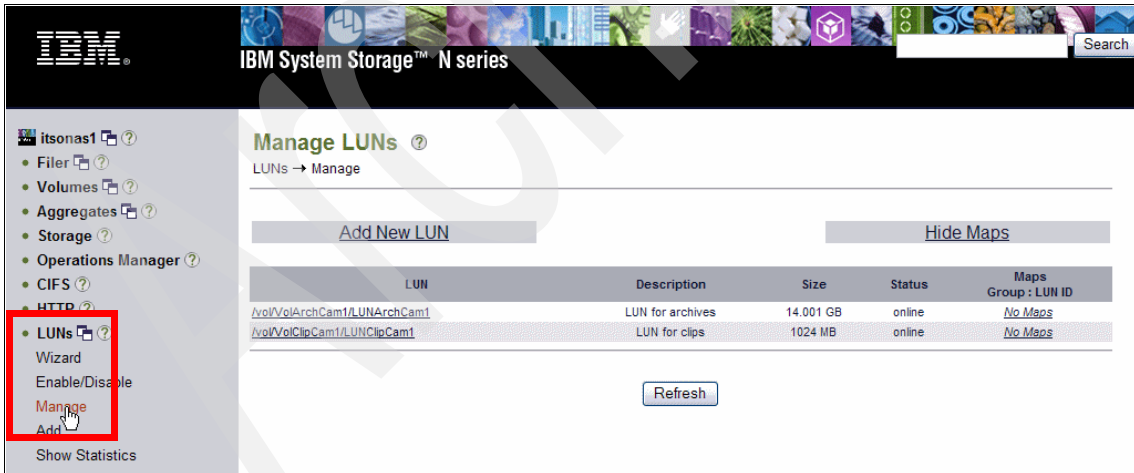 IBM®
IBM System Storage™ N series
Search
itsonas1
Filer
Volumes
Aggregates
Storage
Operations Manager
CIFS
HTTP
LUNs
Wizard
Enable/Disable
Manage
Add
Show Statistics
Manage LUNs
LUNs → Manage
Add New LUN Hide Maps
LUN Description Size Status Maps
Group : LUN ID
/vol/VolArchCam1/LUNArchCam1 LUN for archives 14.001 GB online No Maps
/vol/VolClipCam1/LUNClipCam1 LUN for clips 1024 MB online No Maps
Refresh